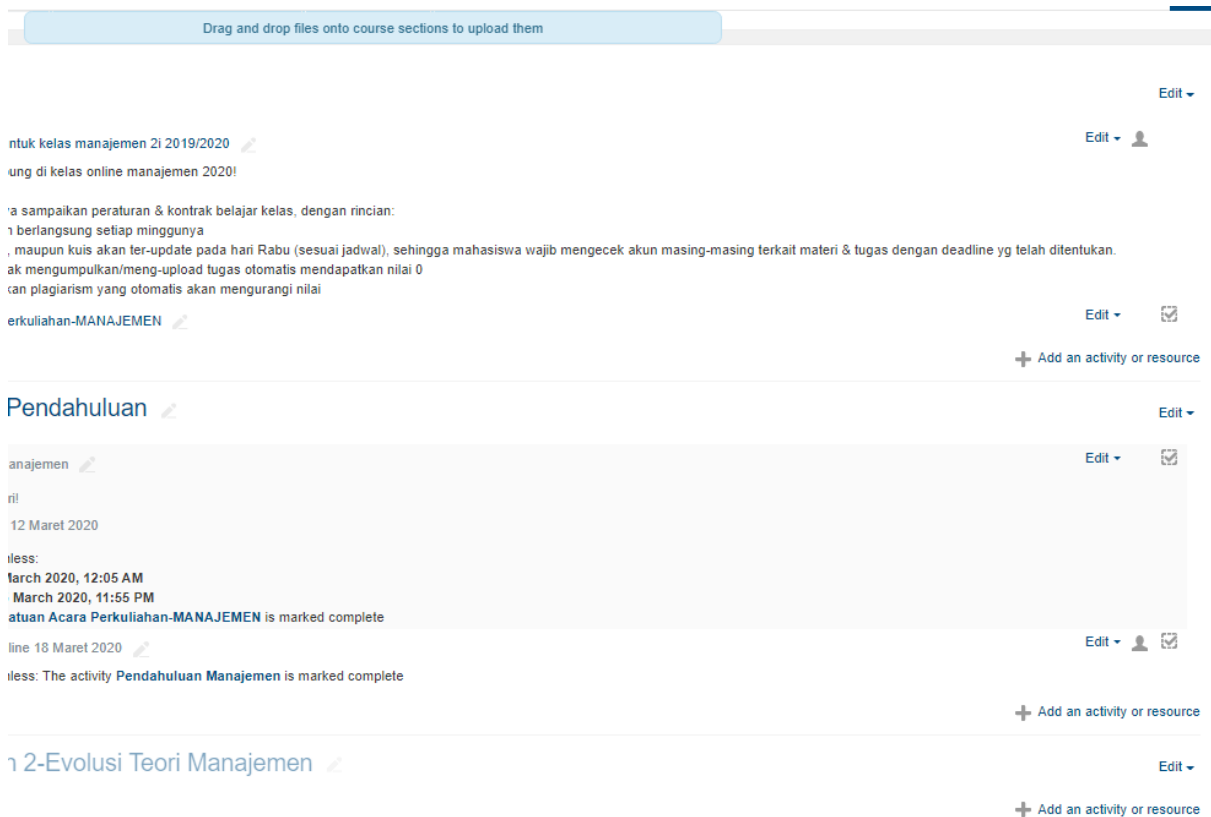 Drag and drop files onto course sections to upload them
Edit
ntuk kelas manajemen 2i 2019/2020
Edit
ung di kelas online manajemen 2020!
a sampaikan peraturan & kontrak belajar kelas, dengan rincian:
berlangsung setiap minggunya
, maupun kuis akan ter-update pada hari Rabu (sesuai jadwal), sehingga mahasiswa wajib mengecek akun masing-masing terkait materi & tugas dengan deadline yg telah ditentukan.
ak mengumpulkan/meng-upload tugas otomatis mendapatkan nilai 0
kan plagiarism yang otomatis akan mengurangi nilai
erkuliahan-MANAJEMEN
Edit
Add an activity or resource
Pendahuluan
Edit
anajemen
Edit
ri!
12 Maret 2020
less:
March 2020, 12:05 AM
March 2020, 11:55 PM
atuan Acara Perkuliahan-MANAJEMEN is marked complete
line 18 Maret 2020
Edit
less: The activity Pendahuluan Manajemen is marked complete
Add an activity or resource
2-Evolusi Teori Manajemen
Edit
Add an activity or resource